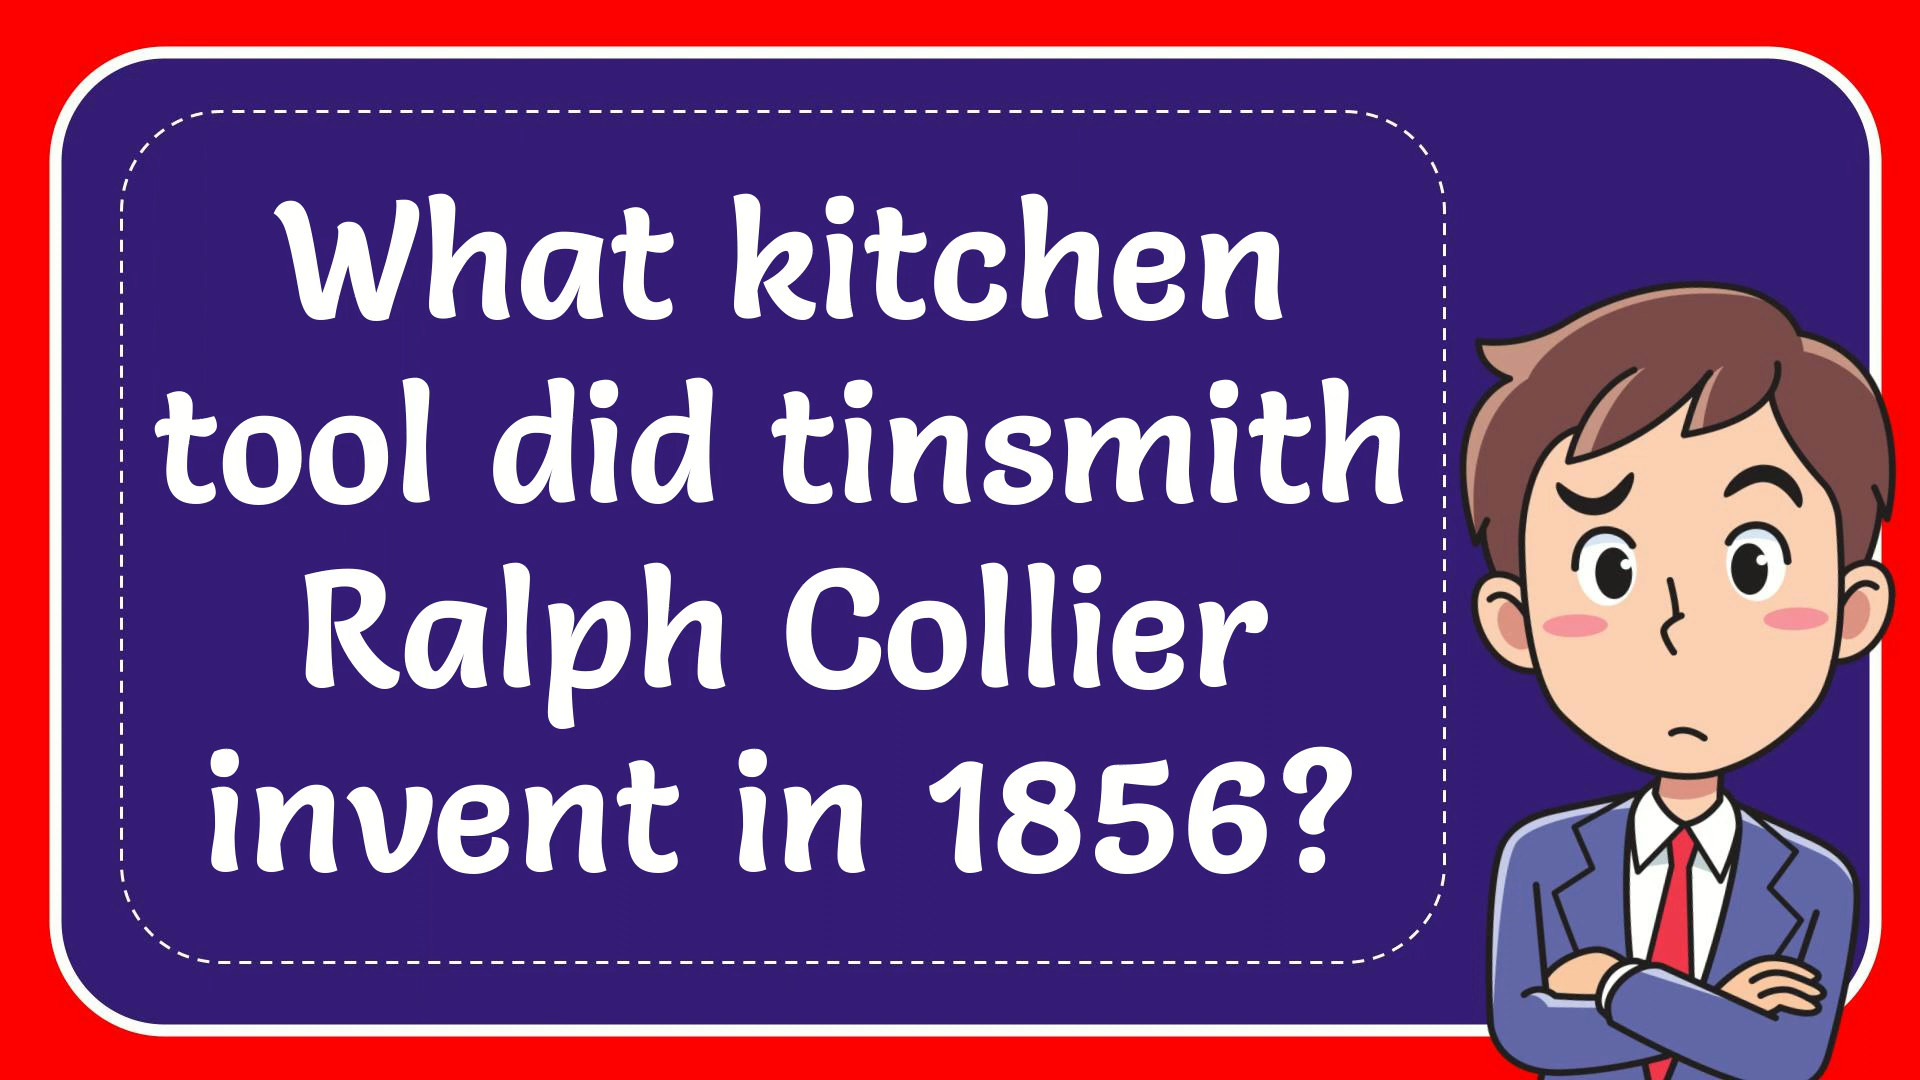 What kitchen
tool did tinsmith
Ralph Collier
invent in 1856?